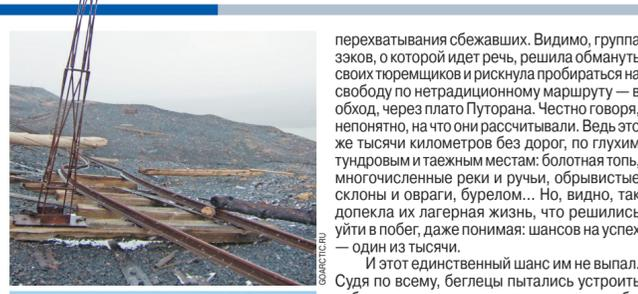 перехватывания сбежавших. Видимо, группа
зэков, о которой идет речь, решила обмануть
своих тюремщиков и рискнула пробираться на
свободу по нетрадиционному маршруту — в
обход, через плато Путорана. Честно говоря,
непонятно, на что они рассчитывали. Ведь это
же тысячи километров без дорог, по глухим
тундровым и таежным местам: болотная топь,
многочисленные реки и ручьи, обрывистые
склоны и овраги, бурелом... Но, видно, так
допекла их лагерная жизнь, что решились
уйти в побег, даже понимая: шансов на успех
— один из тысячи.
И этот единственный шанс им не выпал.
Судя по всему, беглецы пытались устроить
GOARCTIC.RU